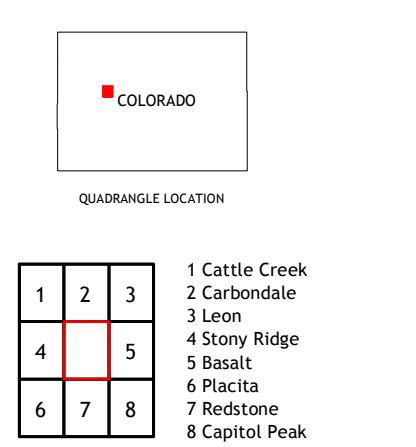 COLORADO
QUADRANGLE LOCATION
1 2 3
4 5
6 7 8
1 Cattle Creek
2 Carbondale
3 Leon
4 Stony Ridge
5 Basalt
6 Placita
7 Redstone
8 Capitol Peak